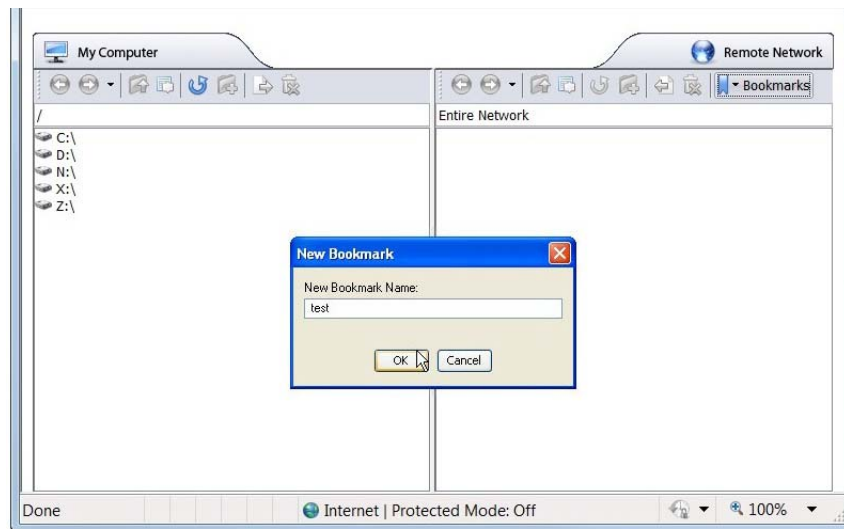 My Computer
Remote Network
Bookmarks
/
Entire Network
C:\
D:\
N:\
X:\
Z:\
New Bookmark
New Bookmark Name:
test
OK
Cancel
Done
Internet | Protected Mode: Off
100%